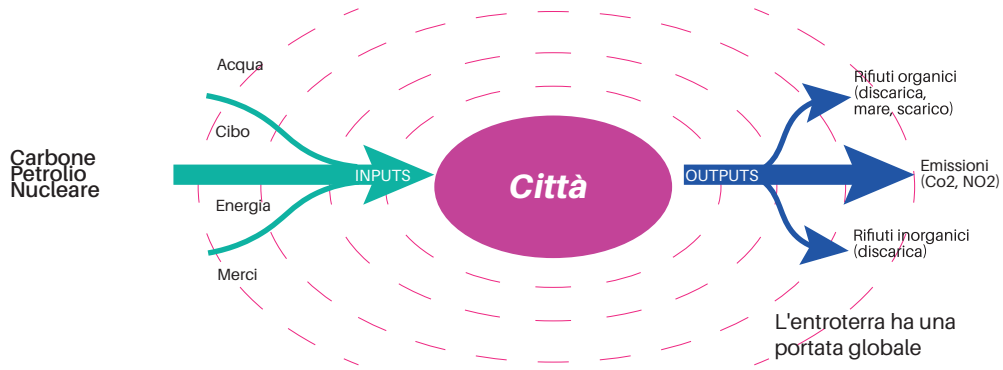 Acqua
Cibo
Carbone
Petrolio
Nucleare
INPUTS
Energia
Merci
Città
OUTPUTS
Rifiuti organici
(discarica,
mare, scarico)
Emissioni
(Co2, NO2)
Rifiuti inorganici
(discarica)
L'entroterra ha una
portata globale